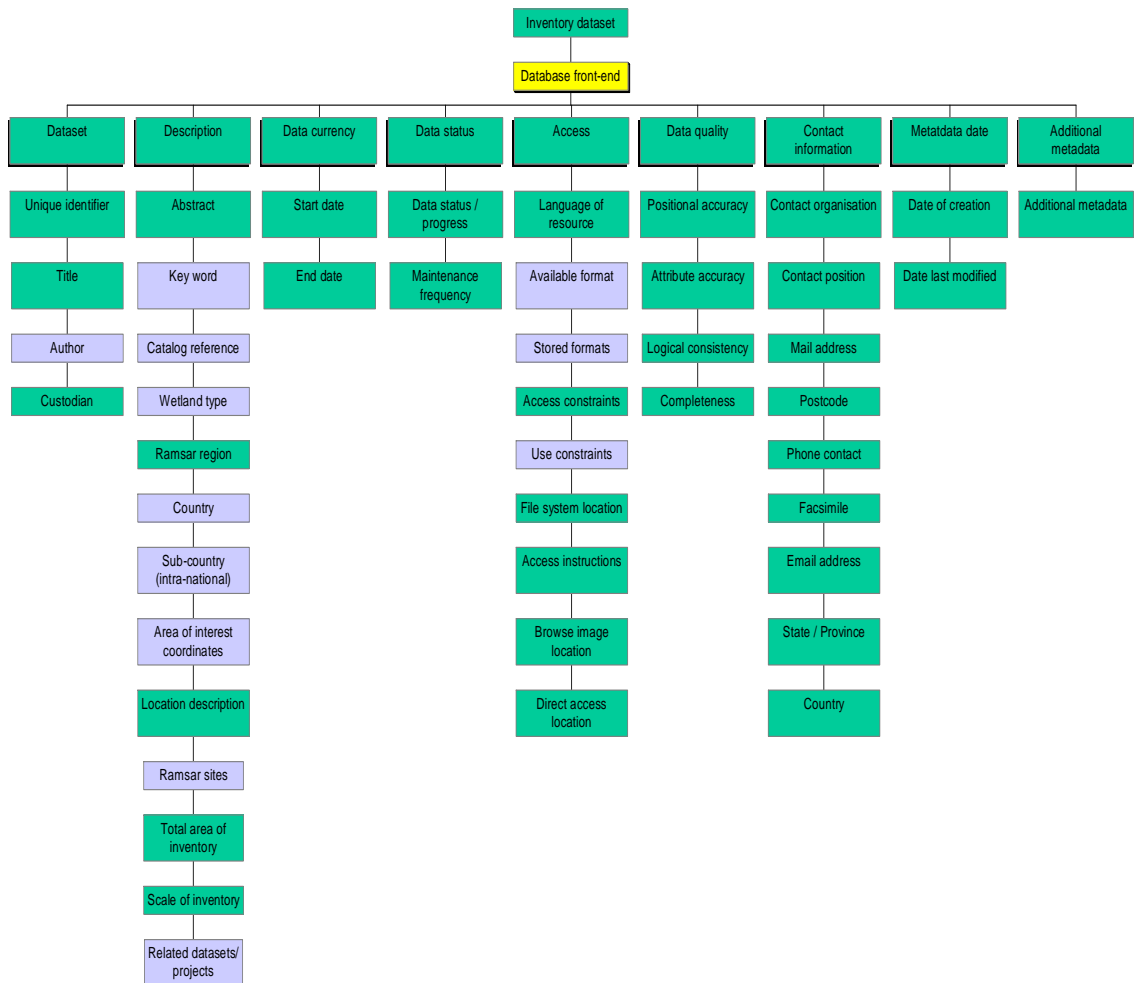 Inventory dataset
Database front-end
Dataset
Description
Data currency
Data status
Access
Data quality
Contact
information
Metatdata date
Additional
metadata
Unique identifier
Abstract
Start date
Data status /
progress
Language of
resource
Positional accuracy
Contact organisation
Date of creation
Additional metadata
Title
Key word
End date
Maintenance
frequency
Available format
Attribute accuracy
Contact position
Date last modified
Author
Catalog reference
Stored formats
Logical consistency
Mail address
Custodian
Wetland type
Access constraints
Completeness
Postcode
Ramsar region
Use constraints
Phone contact
Country
File system location
Facsimile
Sub-country
(intra-national)
Access instructions
Email address
Area of interest
coordinates
Browse image
location
State / Province
Location description
Direct access
location
Country
Ramsar sites
Total area of
inventory
Scale of inventory
Related datasets/
projects